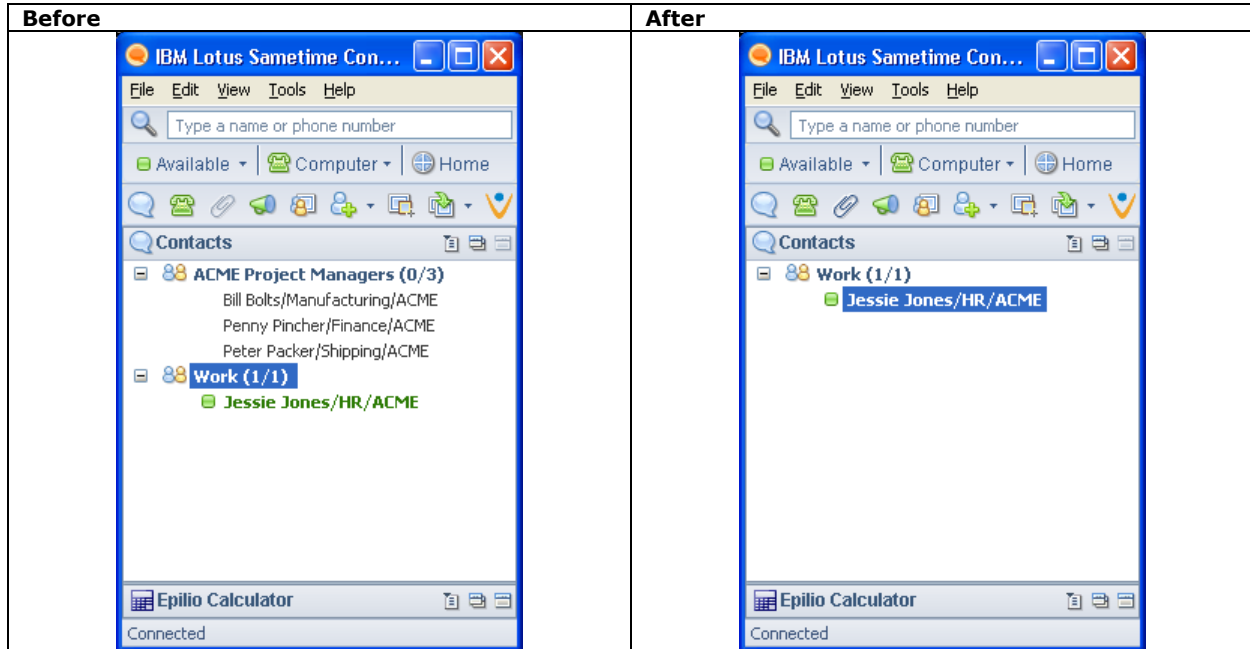 Before
After
IBM Lotus Sametime Con...
File Edit View Tools Help
Type a name or phone number
Available Computer Home
Contacts
ACME Project Managers (0/3)
Bill Bolts/Manufacturing/ACME
Penny Pincher/Finance/ACME
Peter Packer/Shipping/ACME
Work (1/1)
Jessie Jones/HR/ACME
Epilio Calculator
Connected
IBM Lotus Sametime Con...
File Edit View Tools Help
Type a name or phone number
Available Computer Home
Contacts
Work (1/1)
Jessie Jones/HR/ACME
Epilio Calculator
Connected